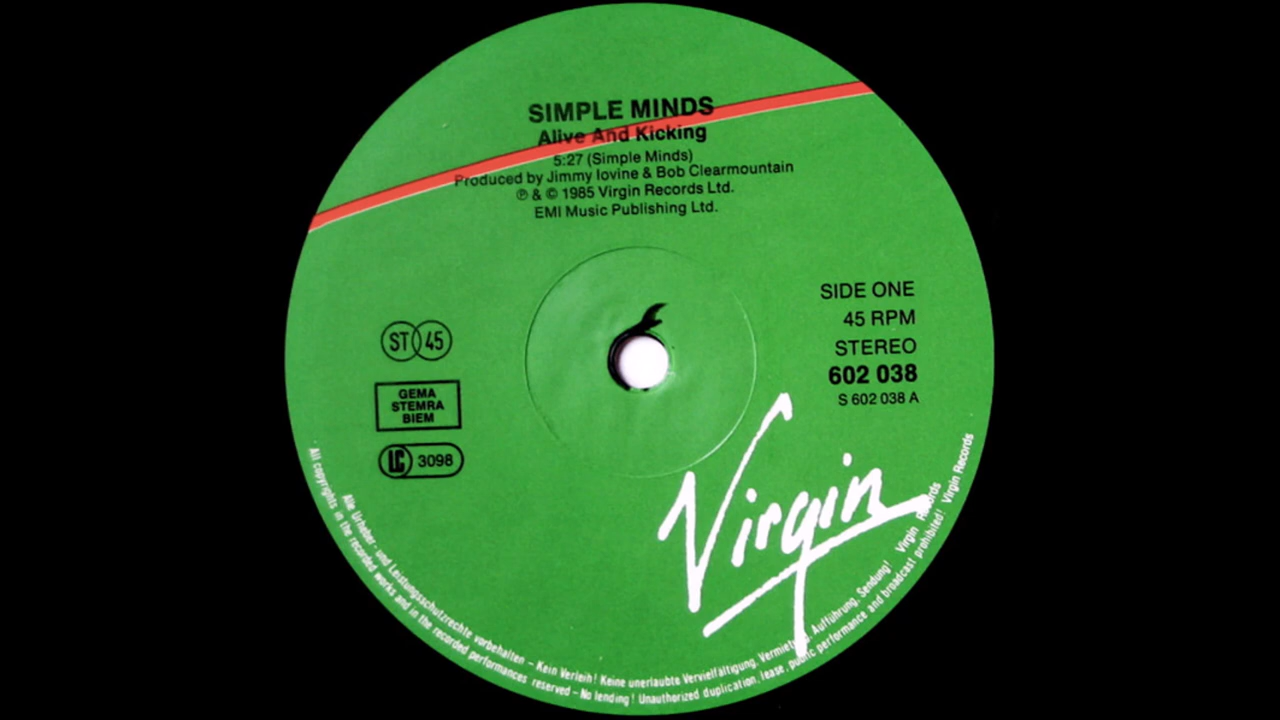 SIMPLE MINDS
Alive And Kicking
5:27 (Simple Minds)
Produced by Jimmy Iovine & Bob Clearmountain
℗ & © 1985 Virgin Records Ltd.
EMI Music Publishing Ltd.
SIDE ONE
45 RPM
STEREO
602 038
S 602 038 A
ST 45
GEMA
STEMRA
BIEM
LC 3098
Virgin
Alle Urheber- und Leistungsschutzrechte vorbehalten – Kein Verleih! Keine unerlaubte Vervielfältigung, Vermietung, Aufführung, Sendung! Virgin Records
All copyrights in the recorded works and in the recorded performances reserved – No lending! Unauthorized duplication, lease, public performance and broadcast prohibited! Virgin Records